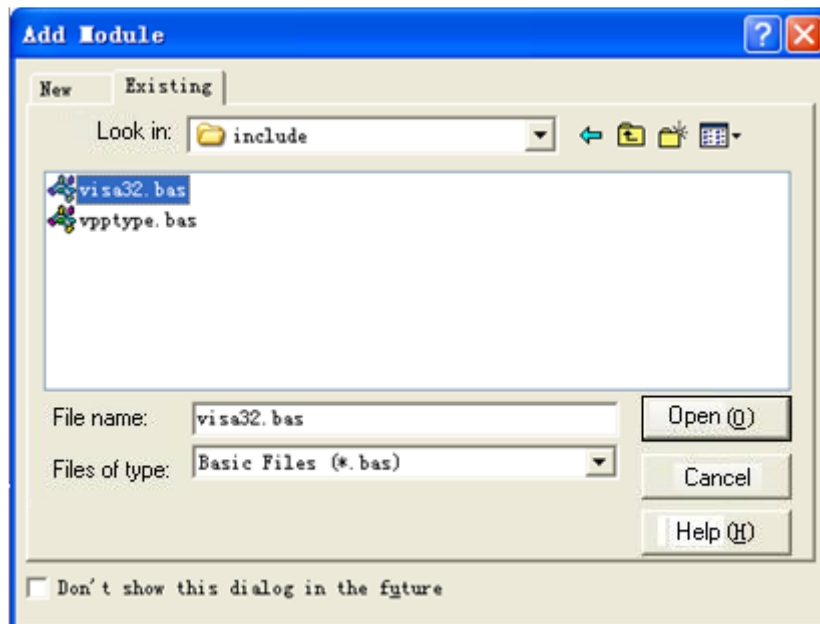 Add Module
New Existing
Look in: include
visa32.bas
vpptype.bas
File name: visa32.bas Open (O)
Files of type: Basic Files (*.bas)
Cancel
Help (H)
Don't show this dialog in the future